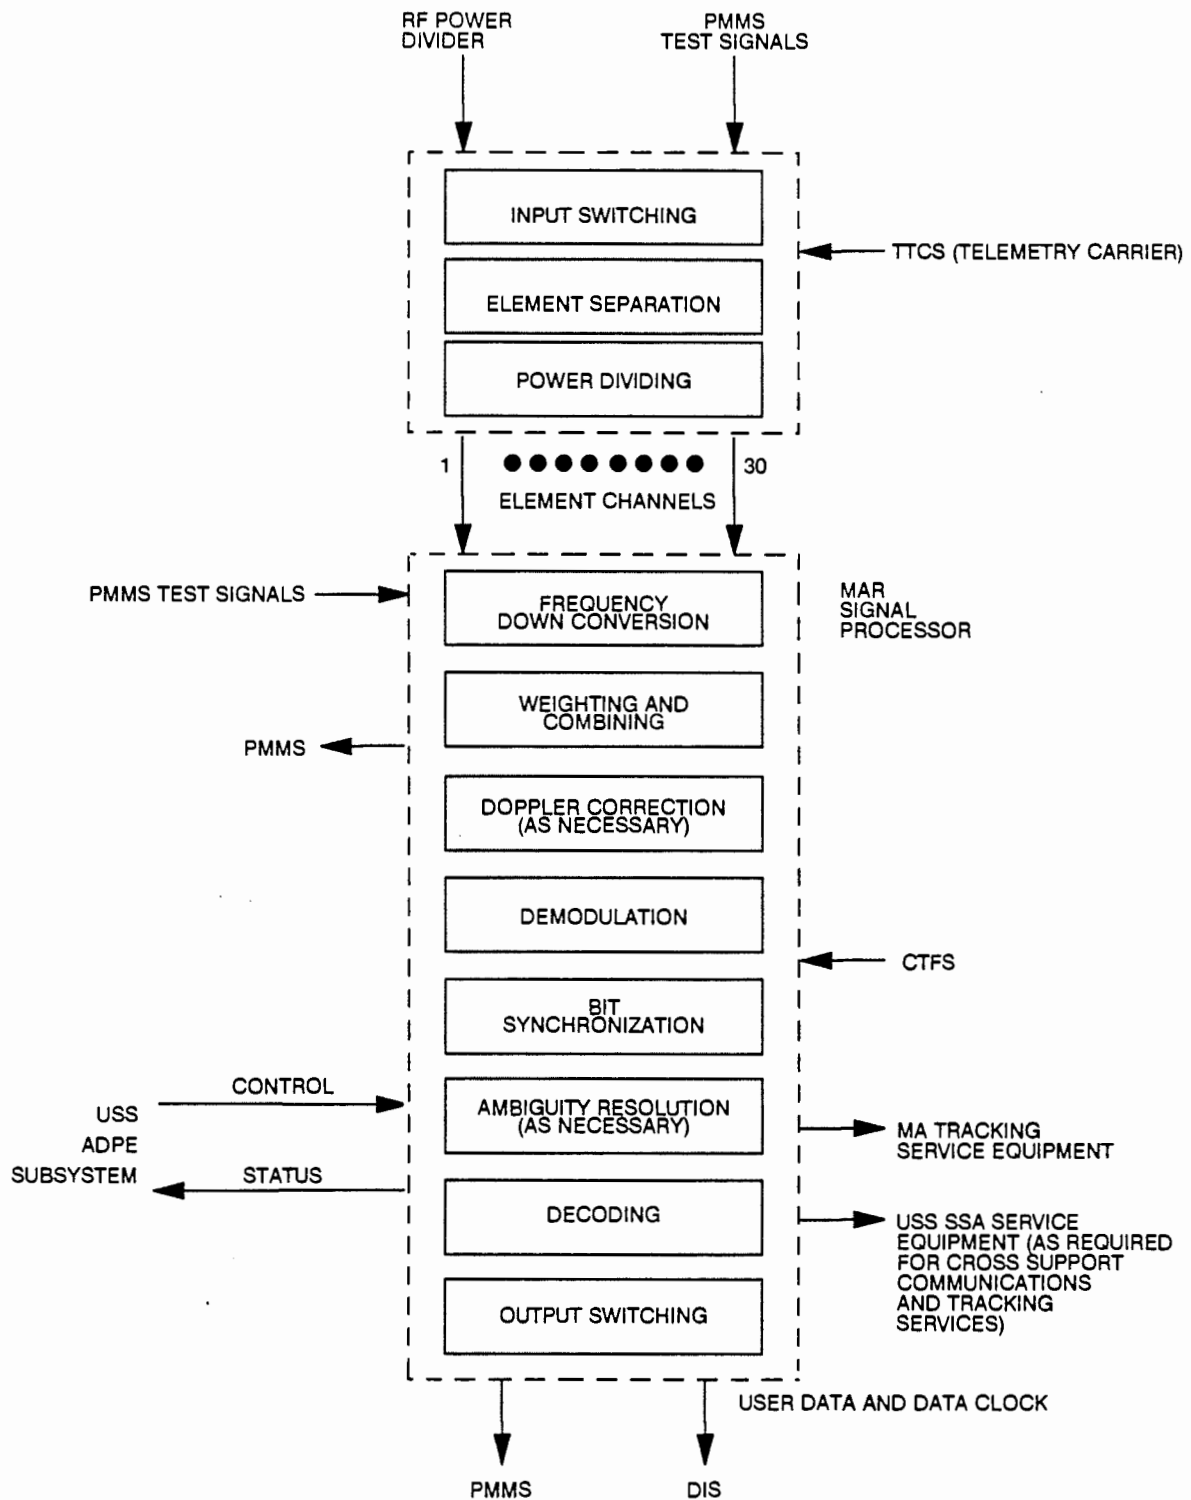 RF POWER
DIVIDER
PMMS
TEST SIGNALS
INPUT SWITCHING
TTCS (TELEMETRY CARRIER)
ELEMENT SEPARATION
POWER DIVIDING
1
30
ELEMENT CHANNELS
PMMS TEST SIGNALS
FREQUENCY
DOWN CONVERSION
MAR
SIGNAL
PROCESSOR
WEIGHTING AND
COMBINING
PMMS
DOPPLER CORRECTION
(AS NECESSARY)
DEMODULATION
CTFS
BIT
SYNCHRONIZATION
CONTROL
USS
ADPE
SUBSYSTEM
STATUS
AMBIGUITY RESOLUTION
(AS NECESSARY)
MA TRACKING
SERVICE EQUIPMENT
DECODING
USS SSA SERVICE
EQUIPMENT (AS REQUIRED
FOR CROSS SUPPORT
COMMUNICATIONS
AND TRACKING
SERVICES)
OUTPUT SWITCHING
USER DATA AND DATA CLOCK
PMMS
DIS